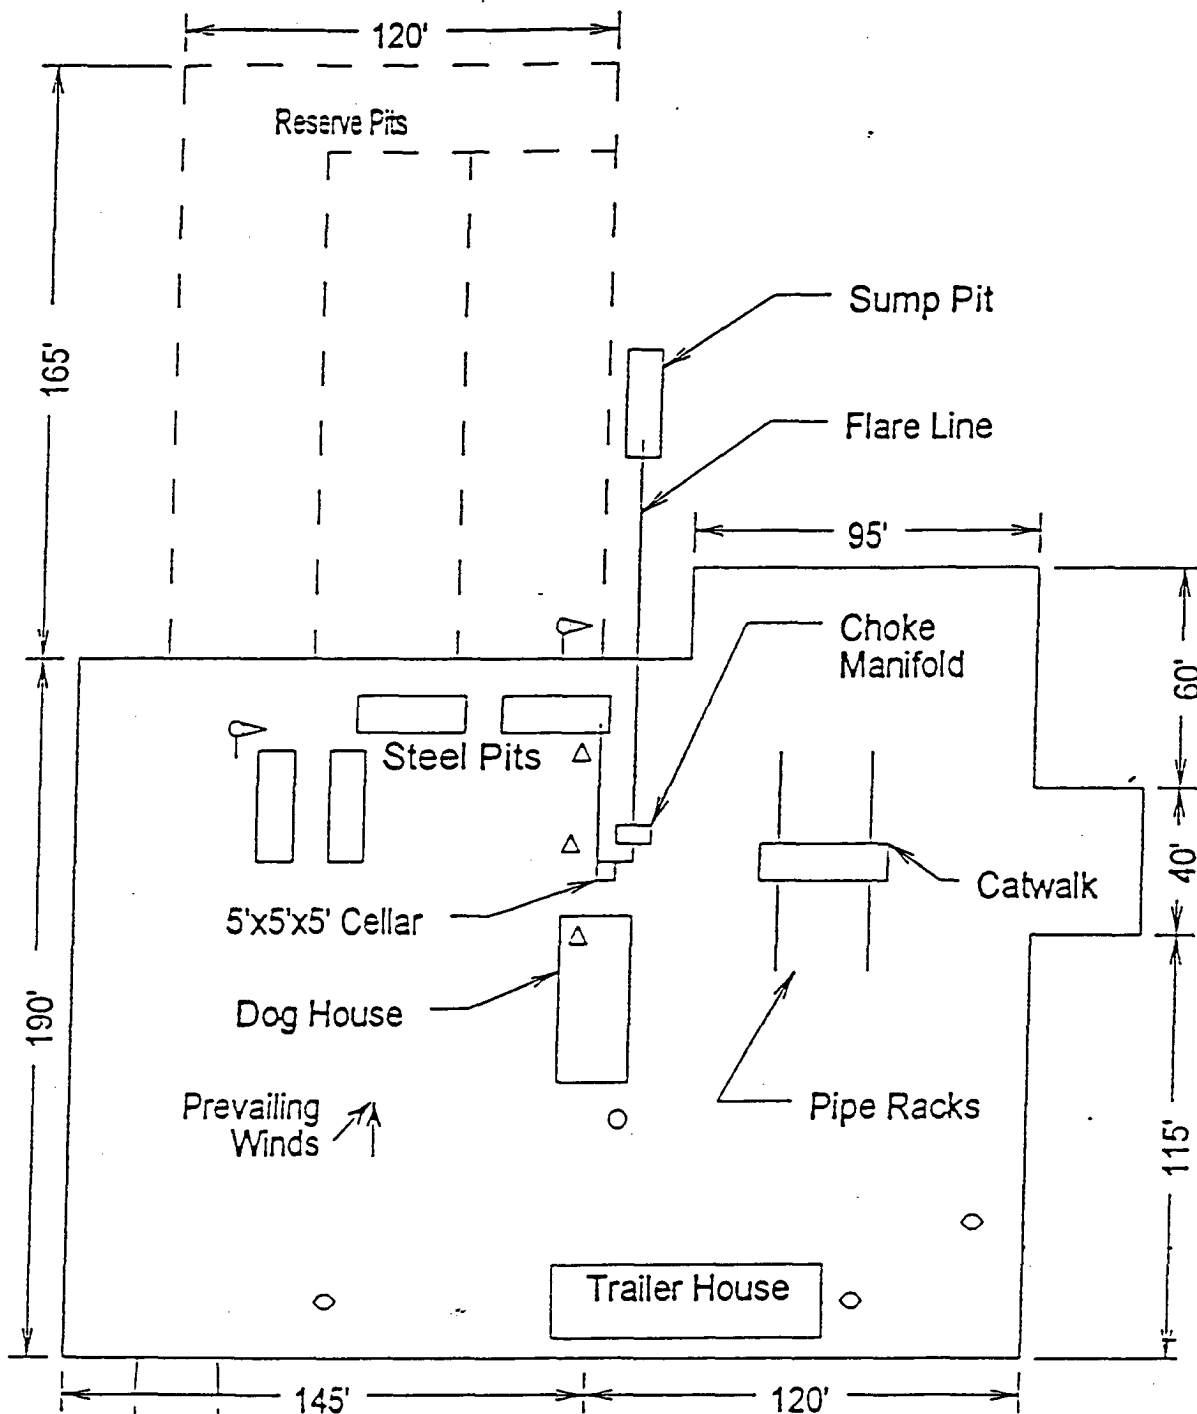 120'
Reserve Pits
165'
Sump Pit
Flare Line
95'
Choke
Manifold
60'
Steel Pits
40'
Catwalk
5'x5'x5' Cellar
190'
Dog House
Prevailing
Winds
Pipe Racks
115'
Trailer House
145'
120'